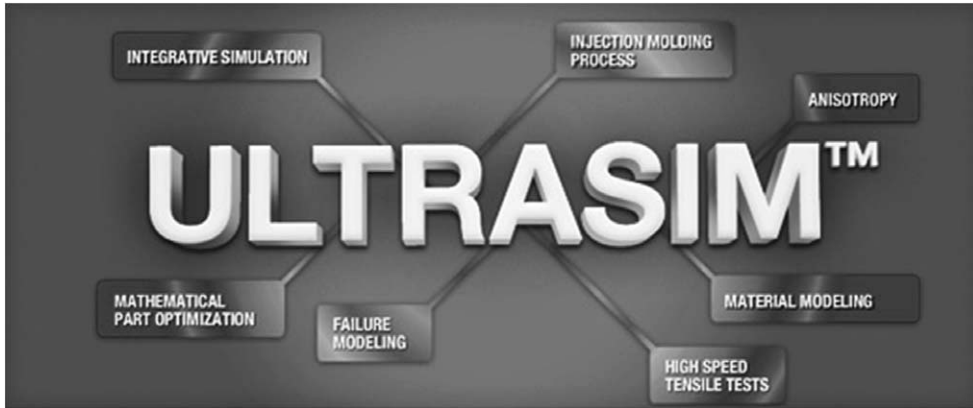 INTEGRATIVE SIMULATION
INJECTION MOLDING
PROCESS
ANISOTROPY
ULTRASIM™
MATHEMATICAL
PART OPTIMIZATION
FAILURE
MODELING
MATERIAL MODELING
HIGH SPEED
TENSILE TESTS